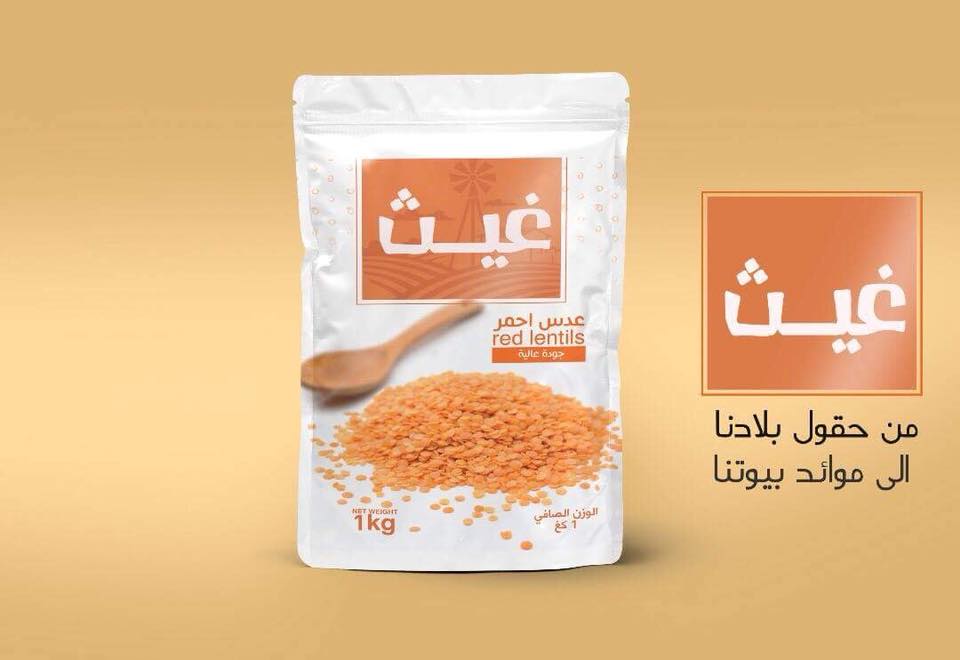 غيث
عدس احمر
red lentils
جودة عالية
NET WEIGHT
1kg
الوزن الصافي
1 كغ
غيث
من حقول بلادنا
الى موائد بيوتنا